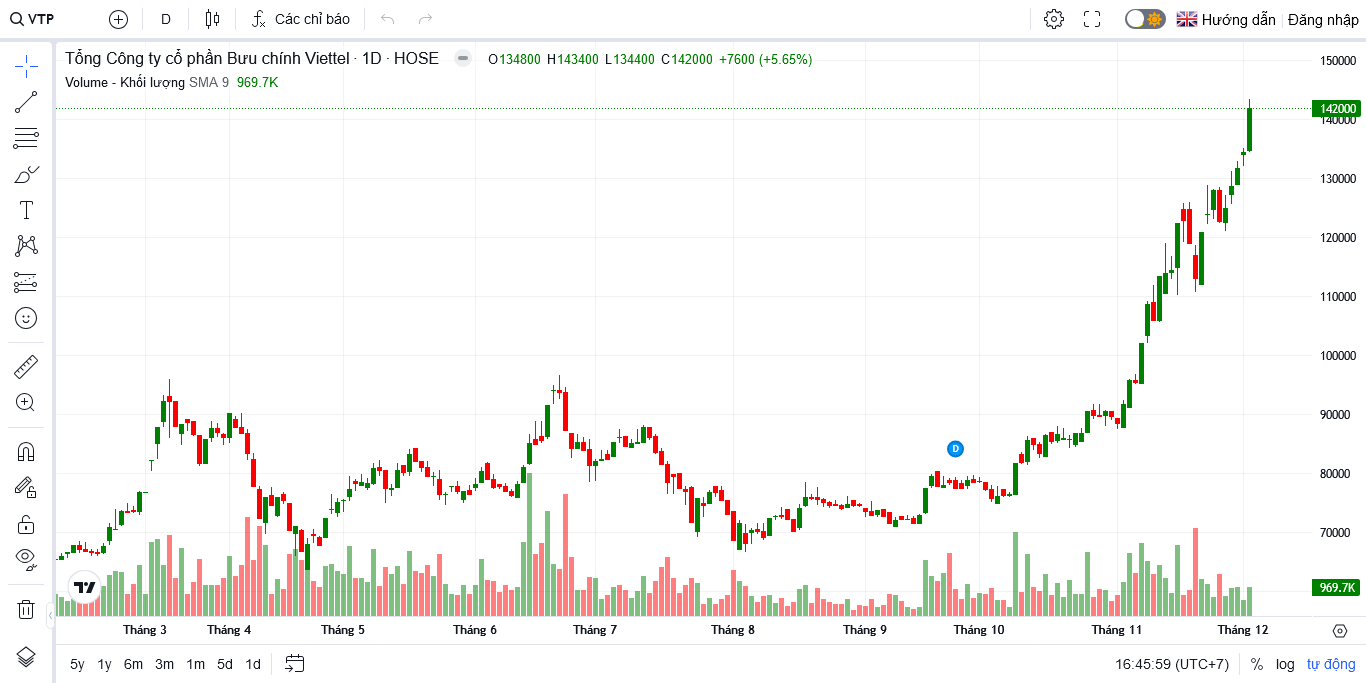 VTP D Các chỉ báo Hướng dẫn Đăng nhập
Tổng Công ty cổ phần Bưu chính Viettel · 1D · HOSE O134800 H143400 L134400 C142000 +7600 (+5.65%)
Volume - Khối lượng SMA 9 969.7K
150000
142000
140000
130000
120000
110000
100000
90000
D
80000
70000
969.7K
Tháng 3 Tháng 4 Tháng 5 Tháng 6 Tháng 7 Tháng 8 Tháng 9 Tháng 10 Tháng 11 Tháng 12
5y 1y 6m 3m 1m 5d 1d 16:45:59 (UTC+7) % log tự động